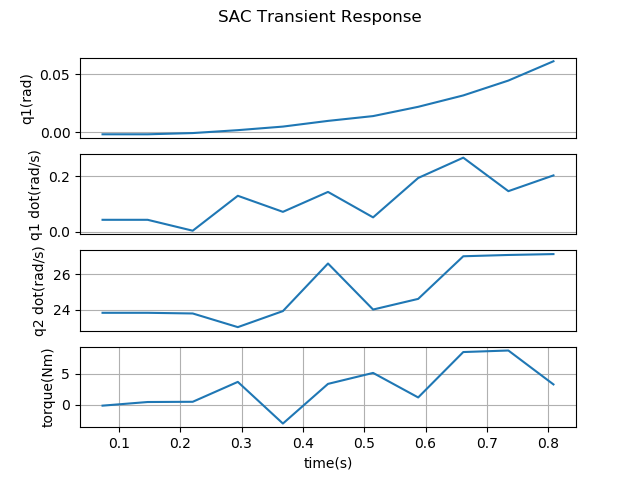 SAC Transient Response
q1(rad)
0.05
0.00
q1 dot(rad/s)
0.2
0.0
q2 dot(rad/s)
26
24
torque(Nm)
5
0
0.1 0.2 0.3 0.4 0.5 0.6 0.7 0.8
time(s)